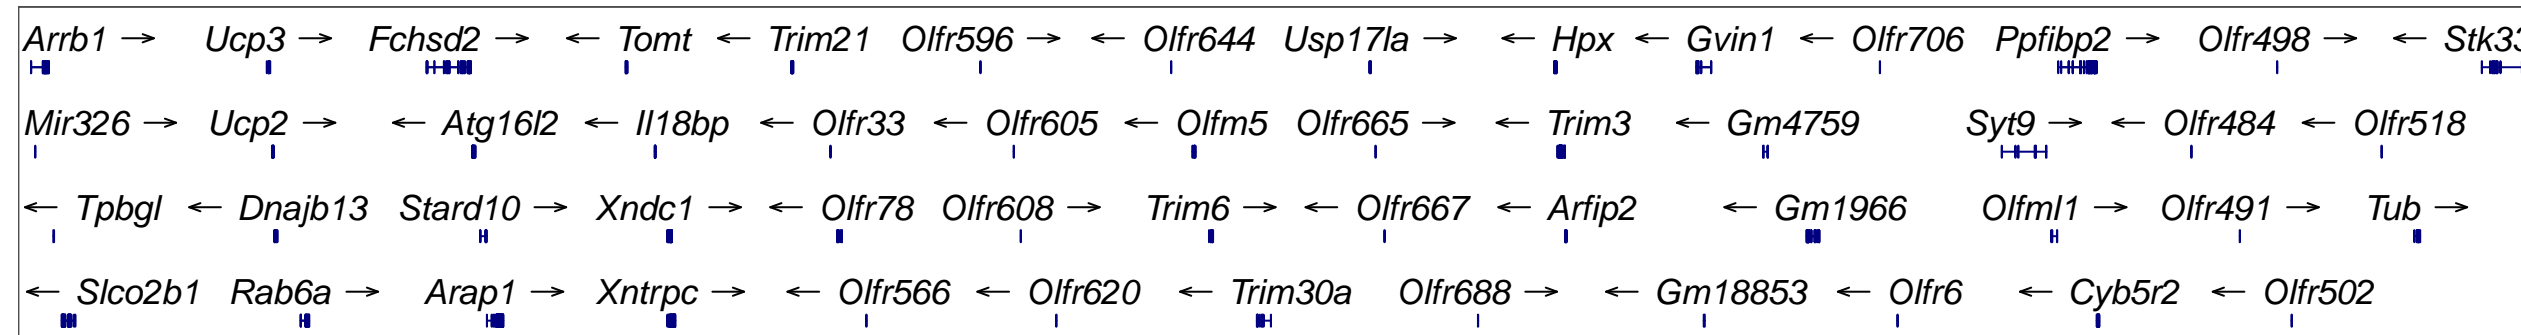 Arrb1 → Ucp3 → Fchsd2 → ← Tomt ← Trim21 Olfr596 → ← Olfr644 Usp17la → ← Hpx ← Gvin1 ← Olfr706 Ppfibp2 → Olfr498 → ← Stk33
Mir326 → Ucp2 → ← Atg16l2 ← Il18bp ← Olfr33 ← Olfr605 ← Olfm5 Olfr665 → ← Trim3 ← Gm4759 Syt9 → ← Olfr484 ← Olfr518
← Tpbgl ← Dnajb13 Stard10 → Xndc1 → ← Olfr78 Olfr608 → Trim6 → ← Olfr667 ← Arfip2 ← Gm1966 Olfml1 → Olfr491 → Tub →
← Slco2b1 Rab6a → Arap1 → Xntrpc → ← Olfr566 ← Olfr620 ← Trim30a Olfr688 → ← Gm18853 ← Olfr6 ← Cyb5r2 ← Olfr502